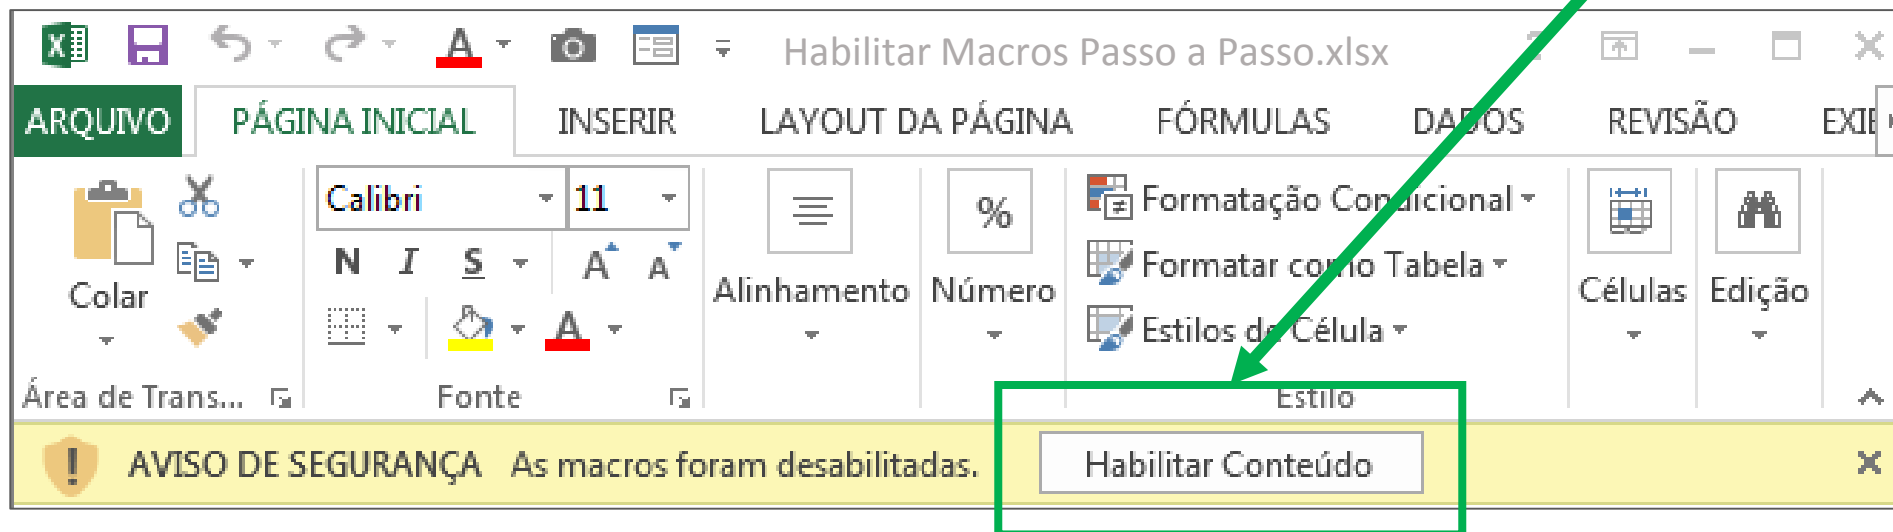 Habilitar Macros Passo a Passo.xlsx
ARQUIVO PÁGINA INICIAL INSERIR LAYOUT DA PÁGINA FÓRMULAS DADOS REVISÃO EXIE
Calibri 11 % Formatação Condicional
N I S A A Formatar como Tabela
Colar Alinhamento Número Células Edição
A Estilos de Célula
Área de Trans... Fonte Estilo
AVISO DE SEGURANÇA As macros foram desabilitadas. Habilitar Conteúdo